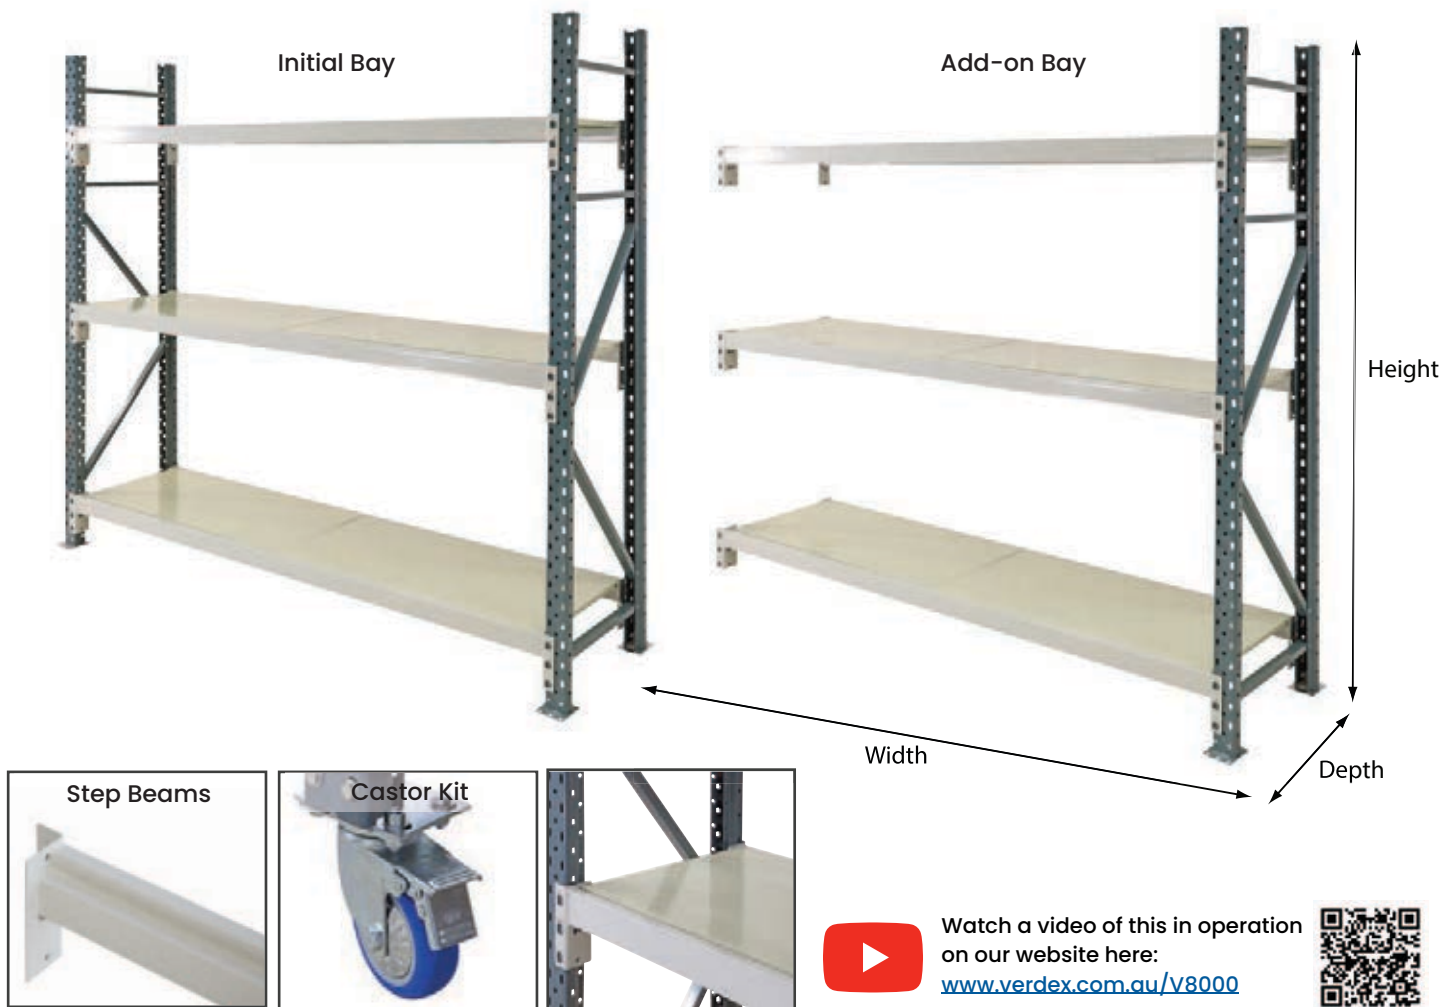 Initial Bay
Add-on Bay
Height
Width
Depth
Step Beams
Castor Kit
Watch a video of this in operation
on our website here:
www.verdex.com.au/V8000